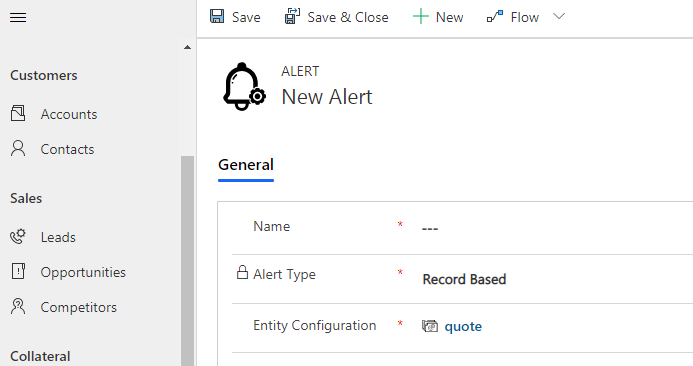 Save
Save & Close
New
Flow
Customers
Accounts
Contacts
Sales
Leads
Opportunities
Competitors
Collateral
ALERT
New Alert
General
Name * ---
Alert Type * Record Based
Entity Configuration * quote